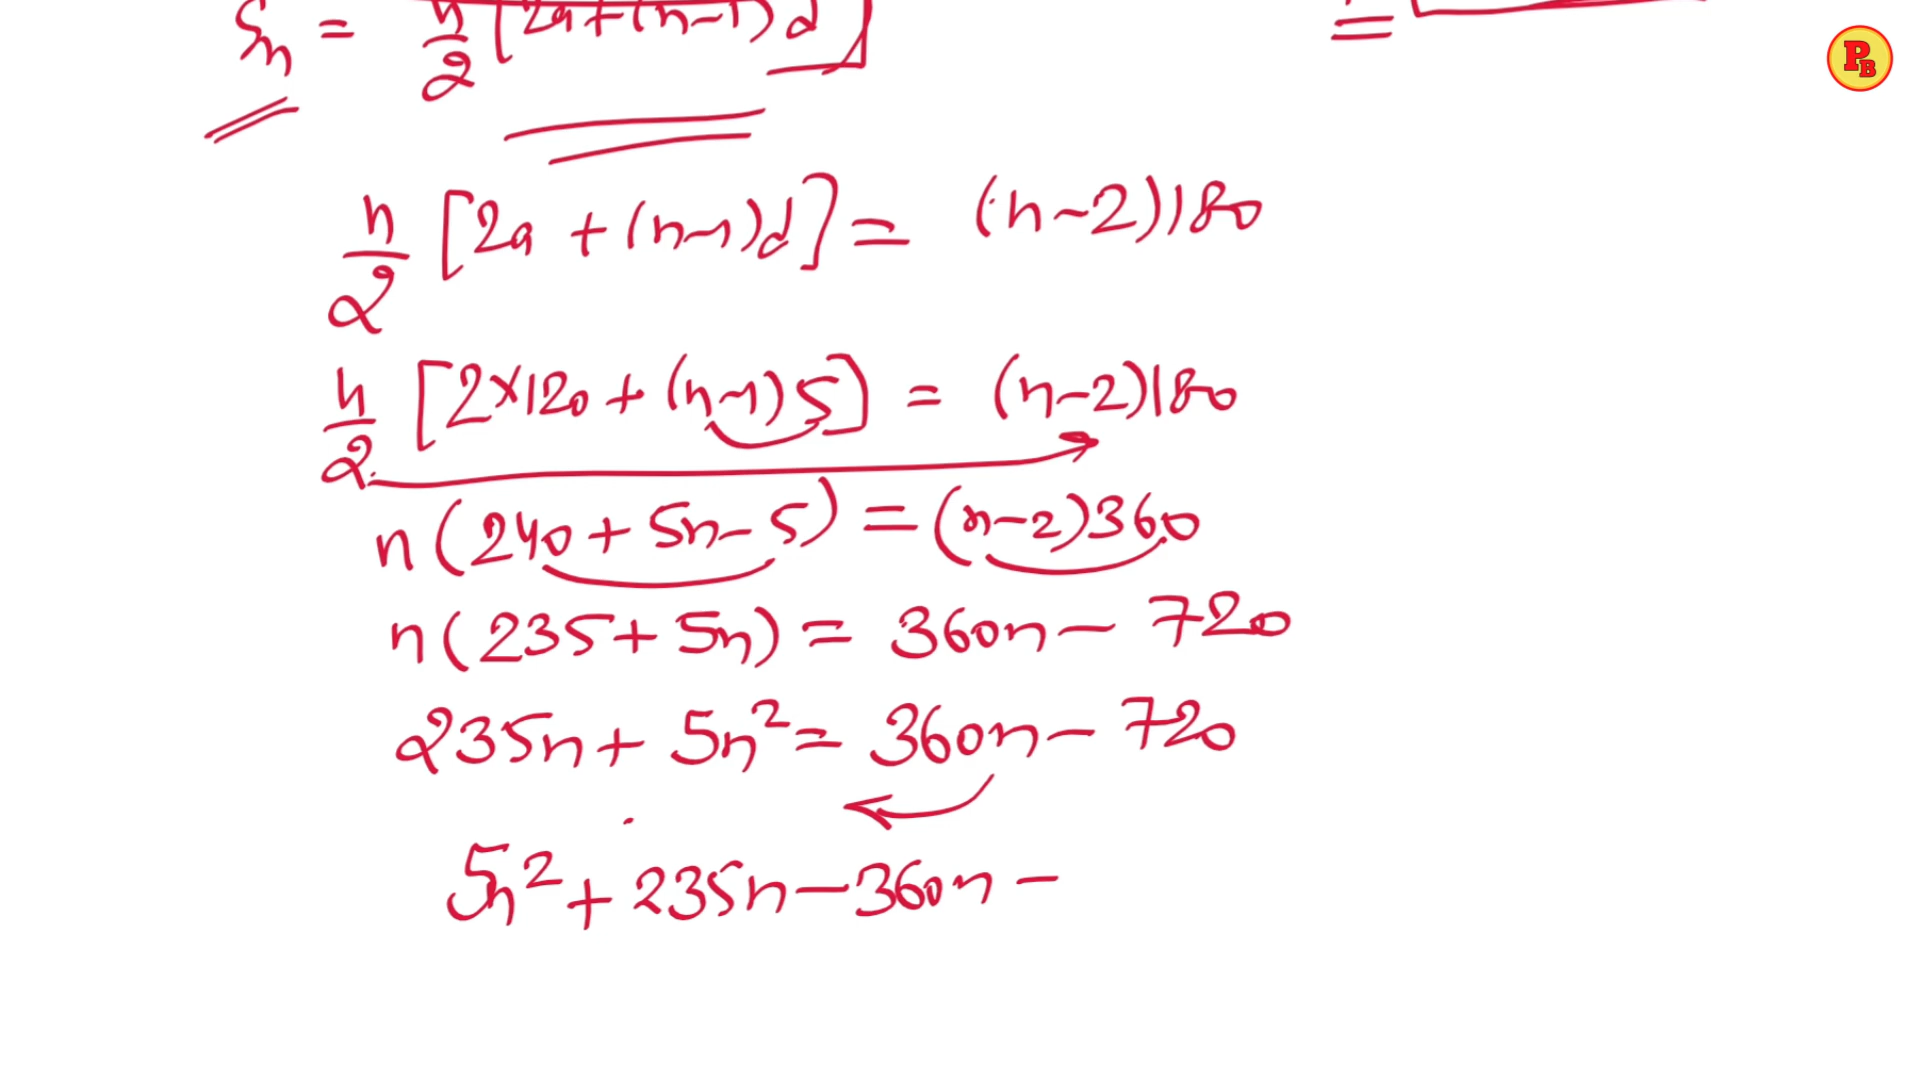 Sn = n/2 [2a+(n-1)d] =
PB
n/2 [2a + (n-1)d] = (n-2)180
n/2 [2×120 + (n-1)5] = (n-2)180
n(240 + 5n - 5) = (n-2)360
n(235 + 5n) = 360n - 720
235n + 5n² = 360n - 720
5n² + 235n - 360n -